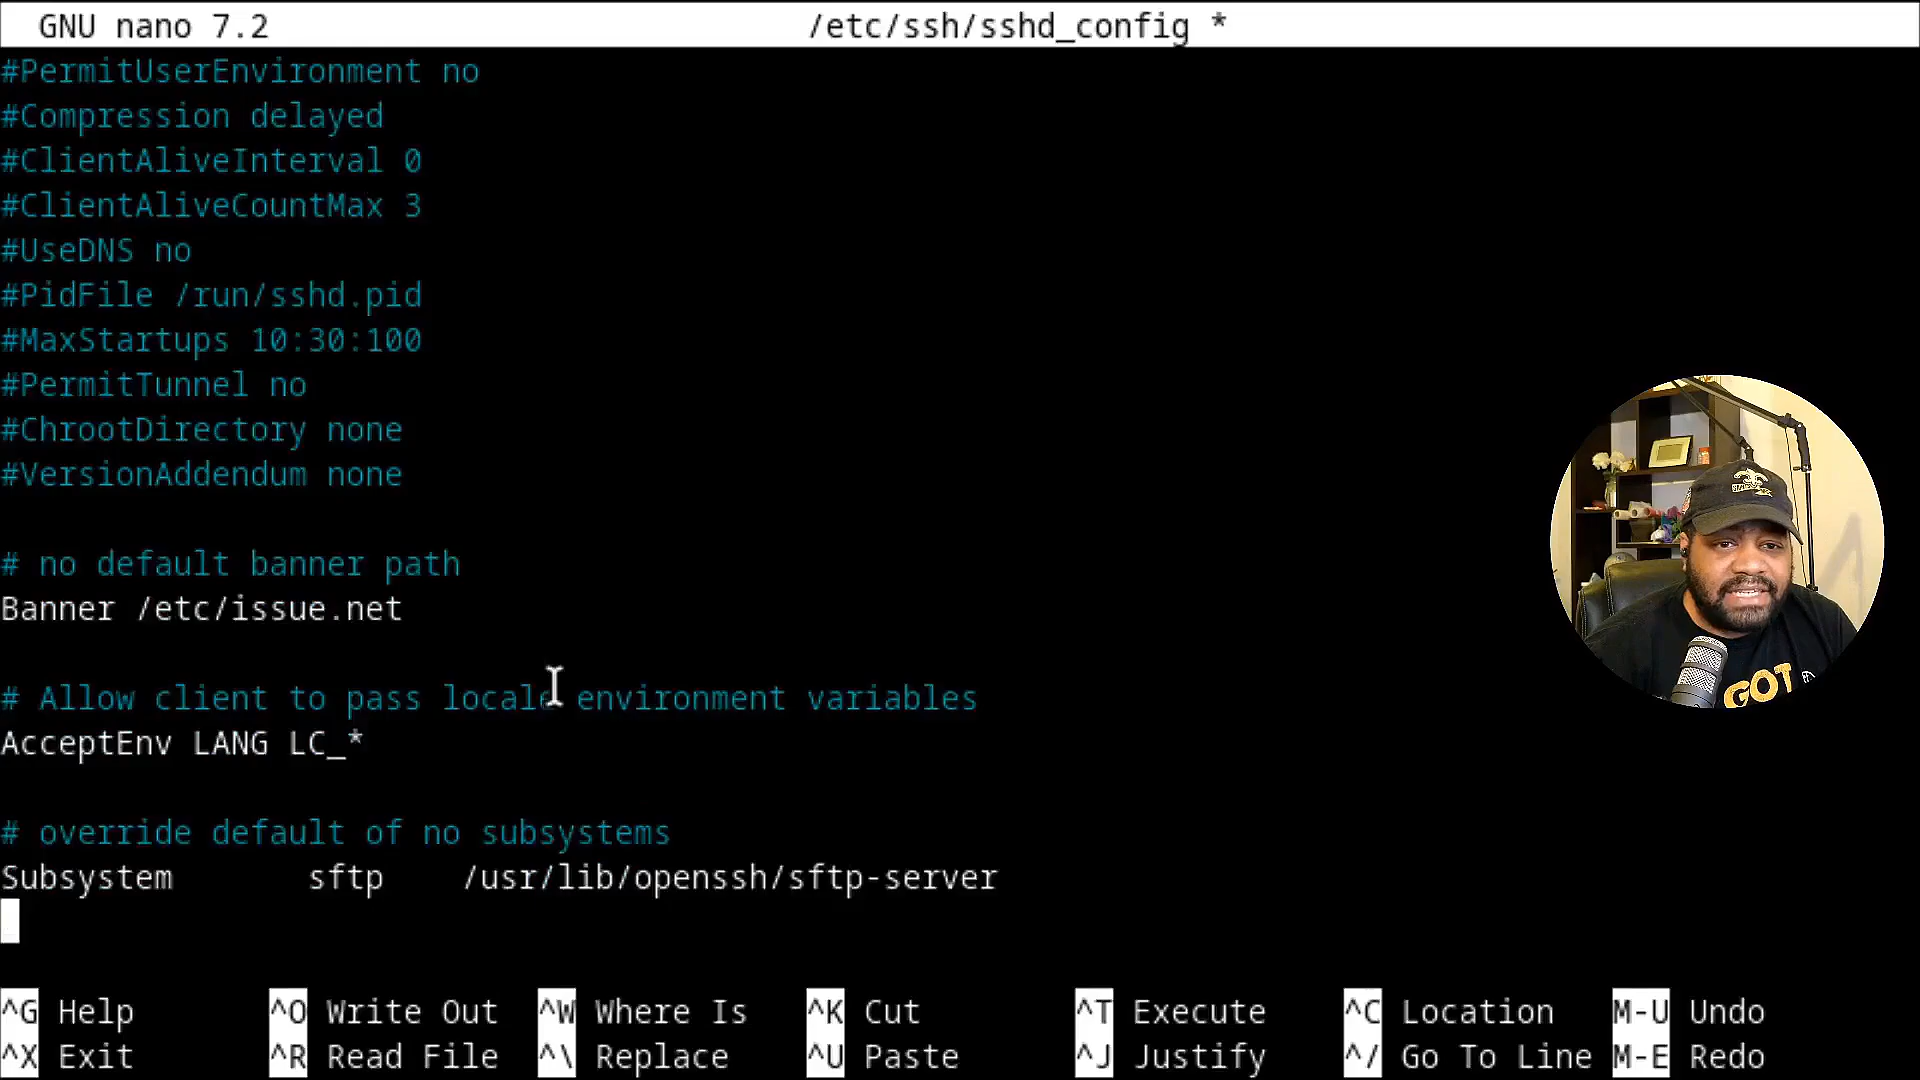 GNU nano 7.2 /etc/ssh/sshd_config *
#PermitUserEnvironment no
#Compression delayed
#ClientAliveInterval 0
#ClientAliveCountMax 3
#UseDNS no
#PidFile /run/sshd.pid
#MaxStartups 10:30:100
#PermitTunnel no
#ChrootDirectory none
#VersionAddendum none
# no default banner path
Banner /etc/issue.net
# Allow client to pass locale environment variables
AcceptEnv LANG LC_*
# override default of no subsystems
Subsystem sftp /usr/lib/openssh/sftp-server
^G Help ^O Write Out ^W Where Is ^K Cut ^T Execute ^C Location M-U Undo
^X Exit ^R Read File ^\ Replace ^U Paste ^J Justify ^/ Go To Line M-E Redo
GOT